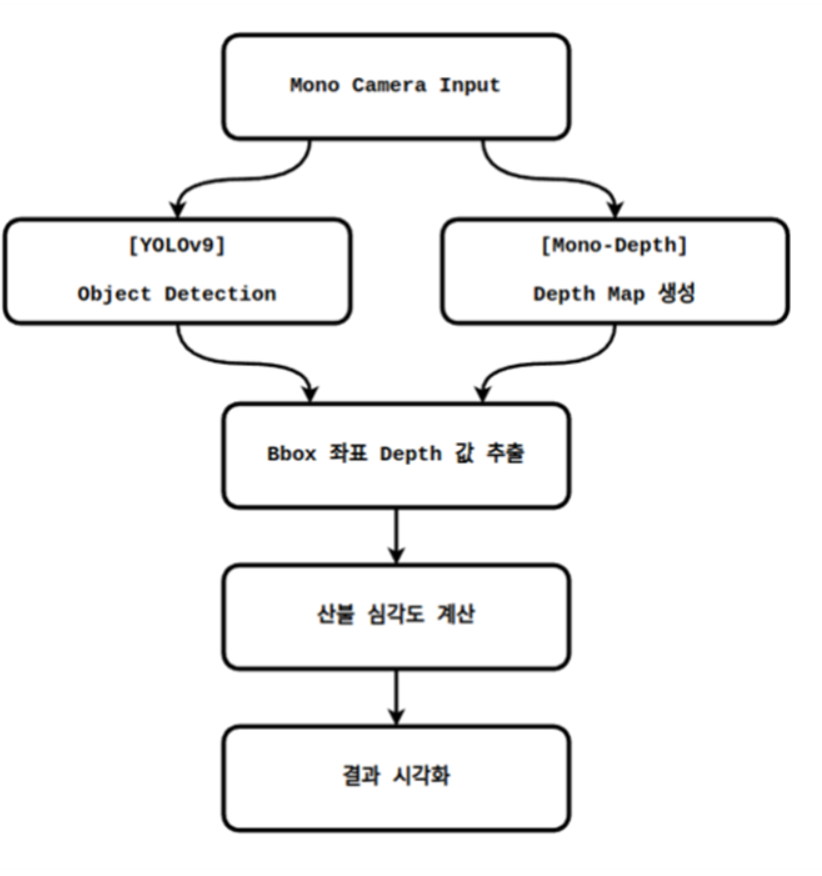 Mono Camera Input
[YOLOv9]
Object Detection
[Mono-Depth]
Depth Map 생성
Bbox 좌표 Depth 값 추출
산불 심각도 계산
결과 시각화